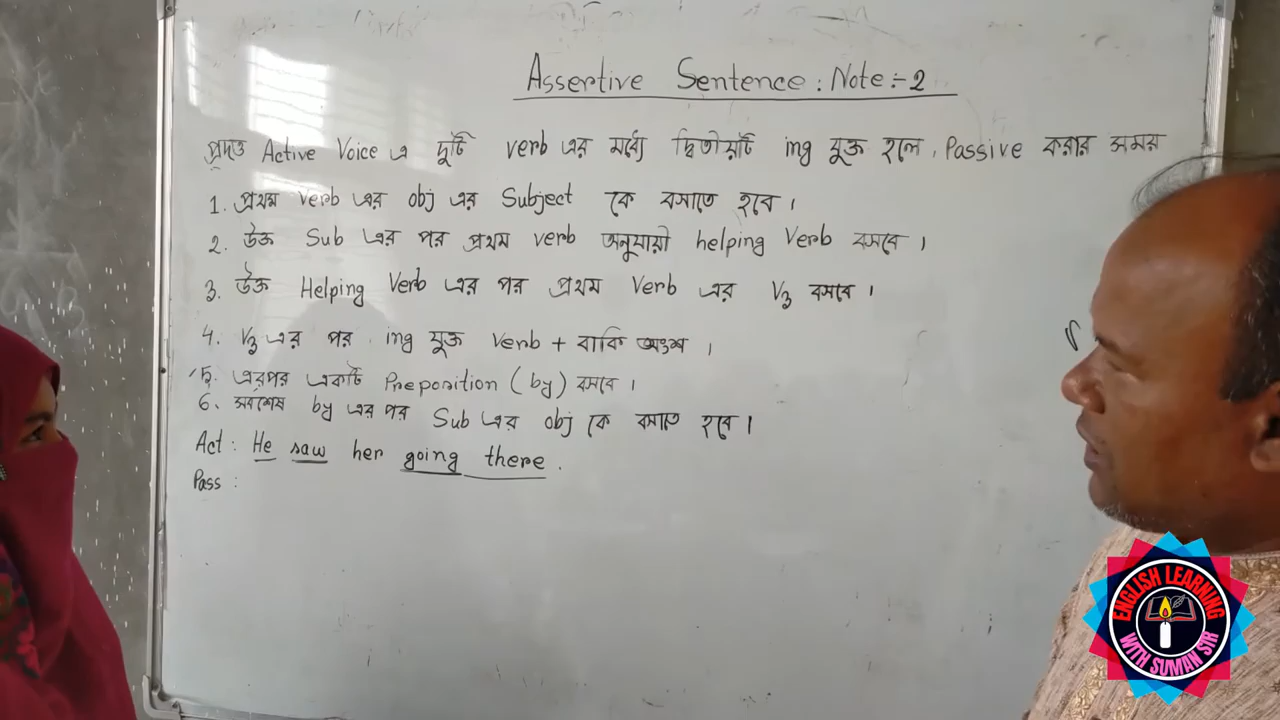 Assertive Sentence : Note :- 2
প্রদত্ত Active Voice এ দুটি verb এর মধ্যে দ্বিতীয়টি ing যুক্ত হলে, Passive করার সময়
1. প্রথম verb এর obj এর Subject কে বসাতে হবে।
2. উক্ত Sub এর পর প্রথম verb অনুযায়ী helping Verb বসবে।
3. উক্ত Helping Verb এর পর প্রথম Verb এর V3 বসবে।
4. V3 এর পর ing যুক্ত verb + বাকি অংশ।
5. এরপর একটি Preposition (by) বসবে।
6. সর্বশেষ by এর পর Sub এর obj কে বসাতে হবে।
Act : He saw her going there.
Pass :
ENGLISH LEARNING
WITH SUMAN SIR